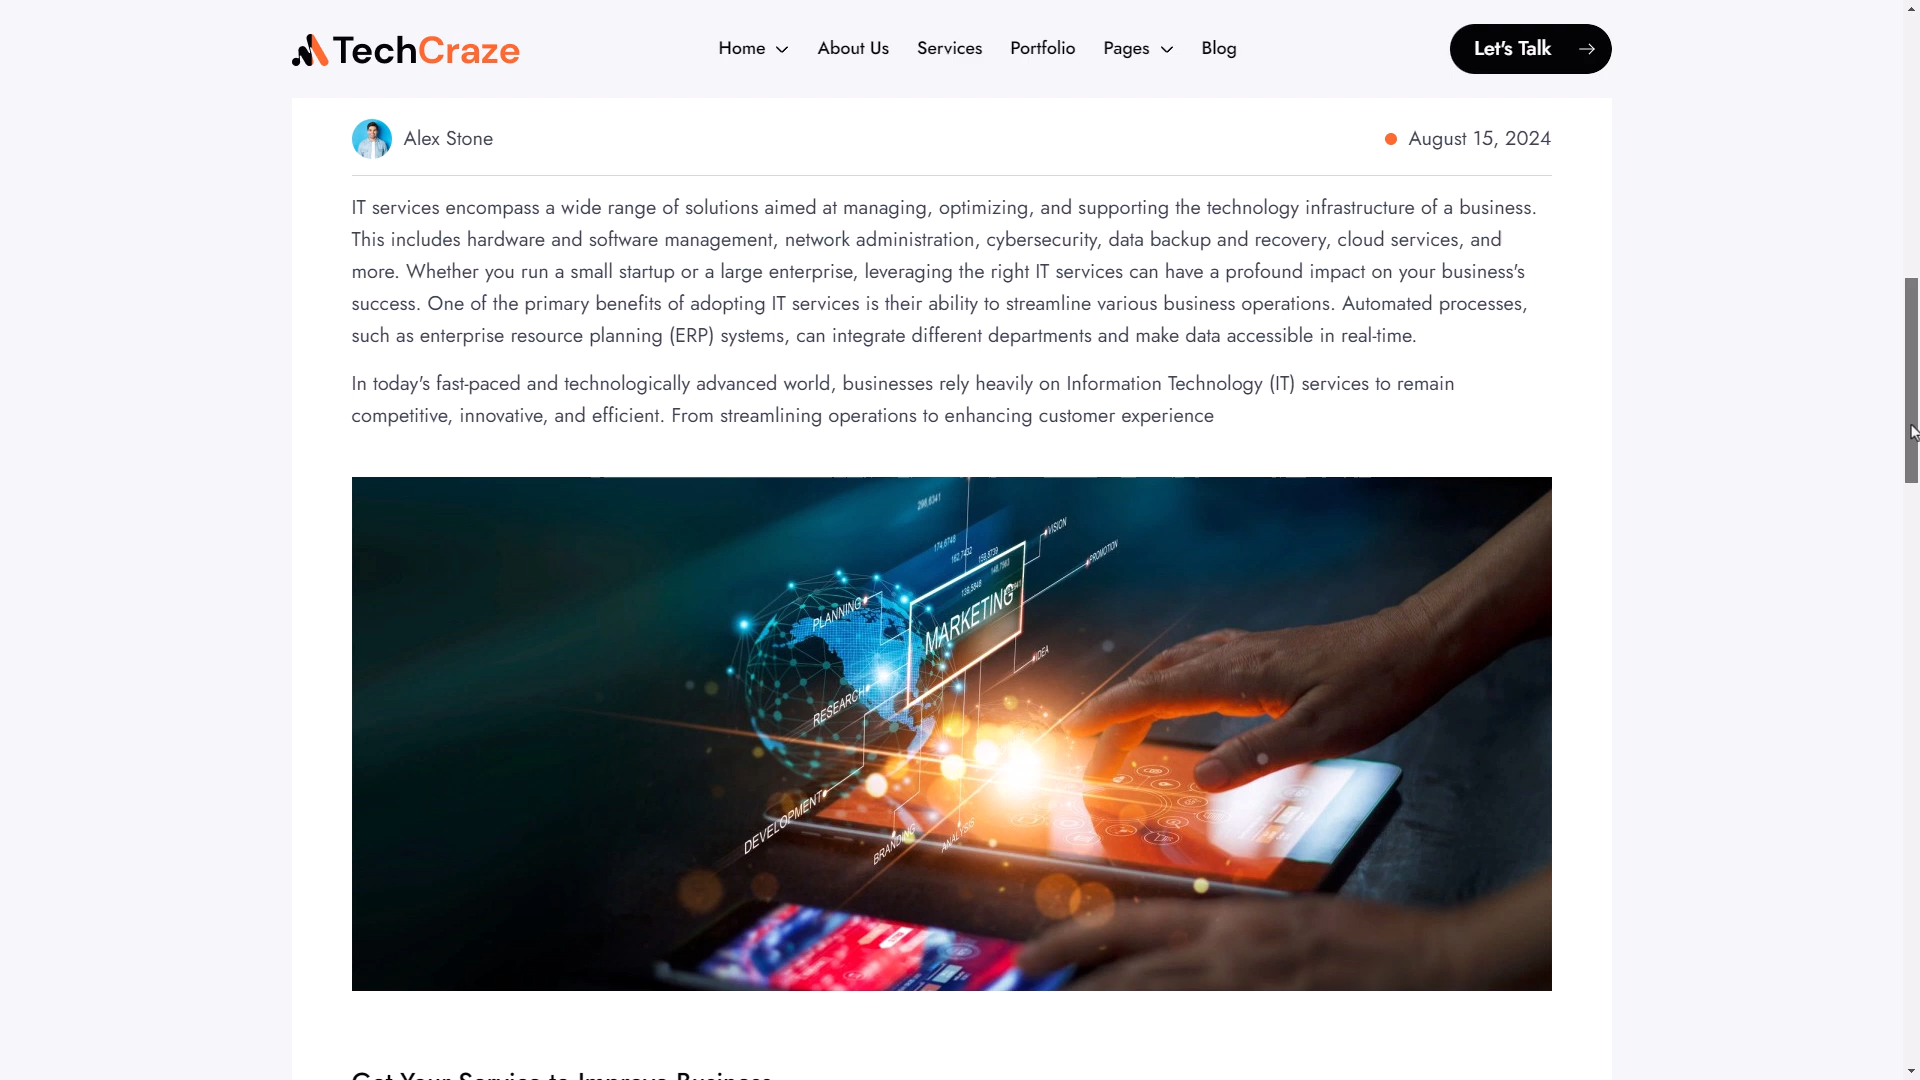 TechCraze
Home
About Us
Services
Portfolio
Pages
Blog
Let's Talk
Alex Stone
August 15, 2024
IT services encompass a wide range of solutions aimed at managing, optimizing, and supporting the technology infrastructure of a business.
This includes hardware and software management, network administration, cybersecurity, data backup and recovery, cloud services, and
more. Whether you run a small startup or a large enterprise, leveraging the right IT services can have a profound impact on your business's
success. One of the primary benefits of adopting IT services is their ability to streamline various business operations. Automated processes,
such as enterprise resource planning (ERP) systems, can integrate different departments and make data accessible in real-time.
In today's fast-paced and technologically advanced world, businesses rely heavily on Information Technology (IT) services to remain
competitive, innovative, and efficient. From streamlining operations to enhancing customer experience
VISION
PROMOTION
PLANNING
MARKETING
IDEA
RESEARCH
DEVELOPMENT
BRANDING
ANALYSIS
Get Your Service to Improve Business